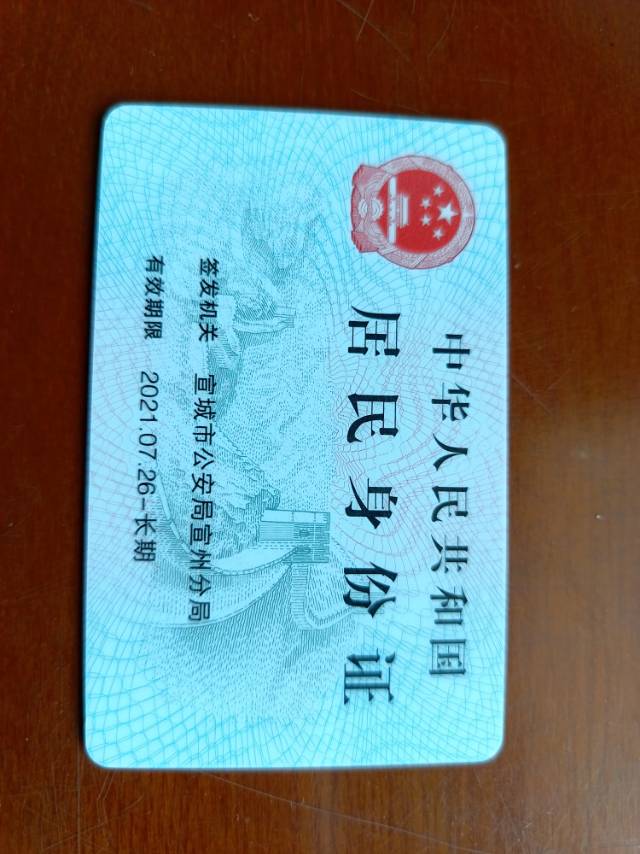 中华人民共和国
居民身份证
签发机关 宣城市公安局宣州分局
有效期限 2021.07.26-长期